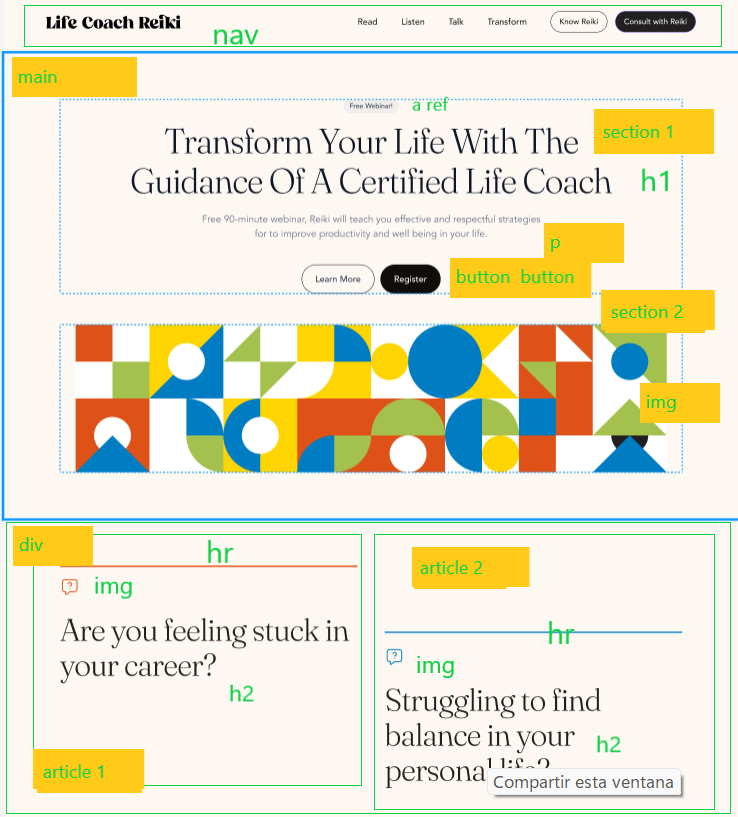 Life Coach Reiki
nav
Read
Listen
Talk
Transform
Know Reiki
Consult with Reiki
main
Free Webinar!
a ref
section 1
Transform Your Life With The
Guidance Of A Certified Life Coach
h1
Free 90-minute webinar, Reiki will teach you effective and respectful strategies
for to improve productivity and well being in your life.
p
Learn More
Register
button button
section 2
img
div
hr
img
Are you feeling stuck in
your career?
h2
article 1
article 2
hr
img
Struggling to find
balance in your
personal life?
h2
Compartir esta ventana